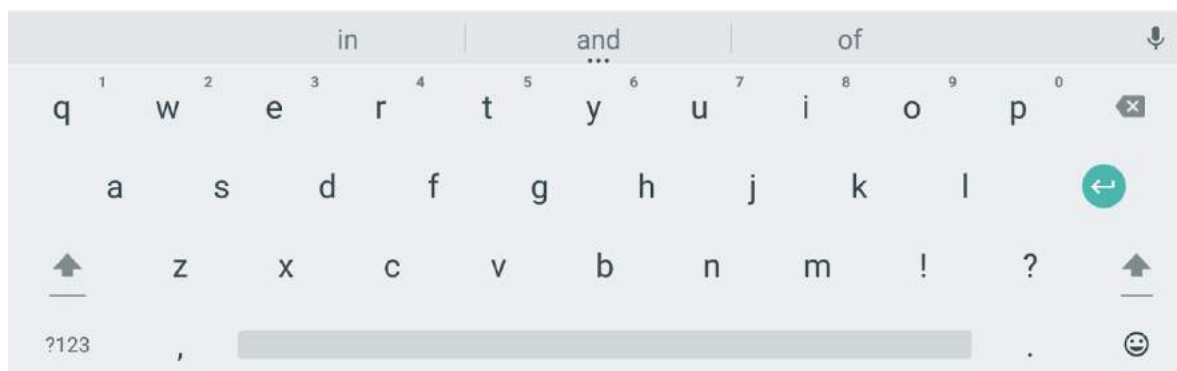 in and of
q 1 w 2 e 3 r 4 t 5 y 6 u 7 i 8 o 9 p 0
a s d f g h j k l
z x c v b n m ! ?
?123 , .